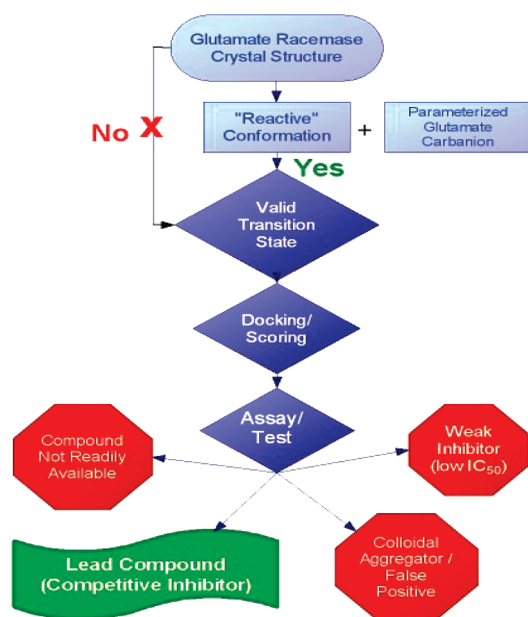 Glutamate Racemase
Crystal Structure
No X
"Reactive"
Conformation
+
Parameterized
Glutamate
Carbanion
Yes
Valid
Transition
State
Docking/
Scoring
Assay/
Test
Compound
Not Readily
Available
Weak
Inhibitor
(low IC50)
Lead Compound
(Competitive Inhibitor)
Colloidal
Aggregator /
False
Positive